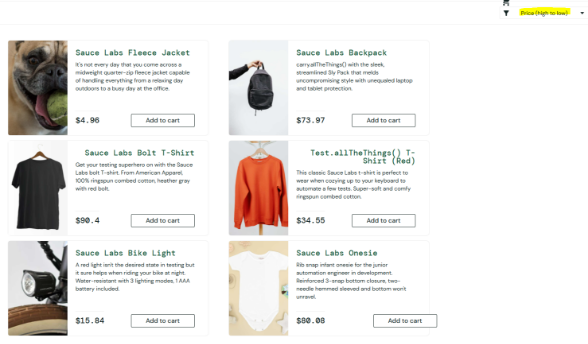 Price (high to low)
Sauce Labs Fleece Jacket
It's not every day that you come across a
midweight quarter-zip fleece jacket capable
of handling everything from a relaxing day
outdoors to a busy day at the office.
$4.96
Add to cart
Sauce Labs Backpack
carry.allTheThings() with the sleek,
streamlined Sly Pack that melds
uncompromising style with unequaled laptop
and tablet protection.
$73.97
Add to cart
Sauce Labs Bolt T-Shirt
Get your testing superhero on with the Sauce
Labs bolt T-shirt. From American Apparel,
100% ringspun combed cotton, heather gray
with red bolt.
$90.4
Add to cart
Test.allTheThings() T-
Shirt (Red)
This classic Sauce Labs t-shirt is perfect to
wear when cozying up to your keyboard to
automate a few tests. Super-soft and comfy
ringspun combed cotton.
$34.55
Add to cart
Sauce Labs Bike Light
A red light isn't the desired state in testing but
it sure helps when riding your bike at night.
Water-resistant with 3 lighting modes, 1 AAA
battery included.
$15.84
Add to cart
Sauce Labs Onesie
Rib snap infant onesie for the junior
automation engineer in development.
Reinforced 3-snap bottom closure, two-
needle hemmed sleeved and bottom won't
unravel.
$80.08
Add to cart